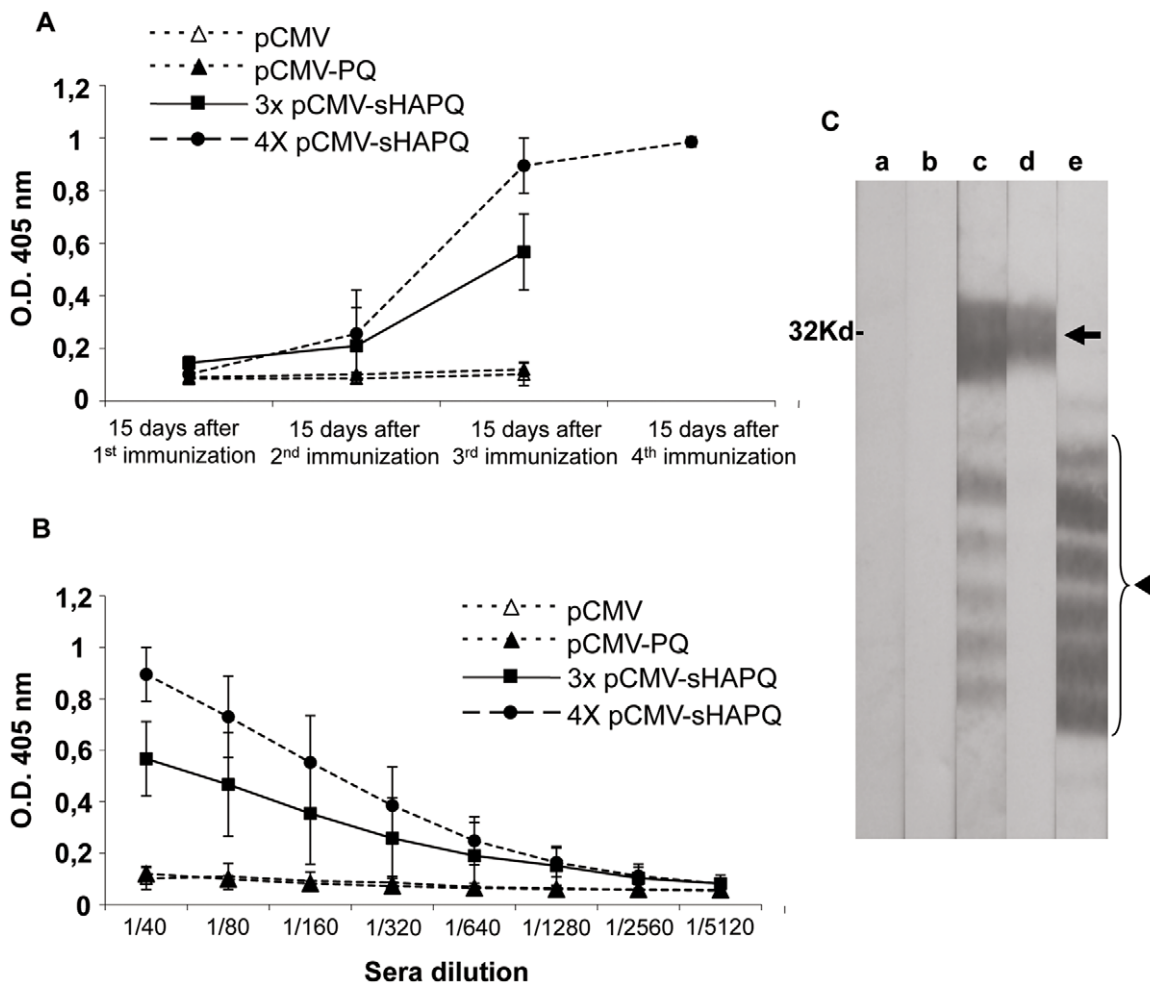 A
pCMV
pCMV-PQ
3x pCMV-sHAPQ
4X pCMV-sHAPQ
O.D. 405 nm
1,2
1
0,8
0,6
0,4
0,2
0
15 days after
1st immunization
15 days after
2nd immunization
15 days after
3rd immunization
15 days after
4th immunization
B
pCMV
pCMV-PQ
3x pCMV-sHAPQ
4X pCMV-sHAPQ
O.D. 405 nm
1,2
1
0,8
0,6
0,4
0,2
0
1/40 1/80 1/160 1/320 1/640 1/1280 1/2560 1/5120
Sera dilution
C
a b c d e
32Kd-